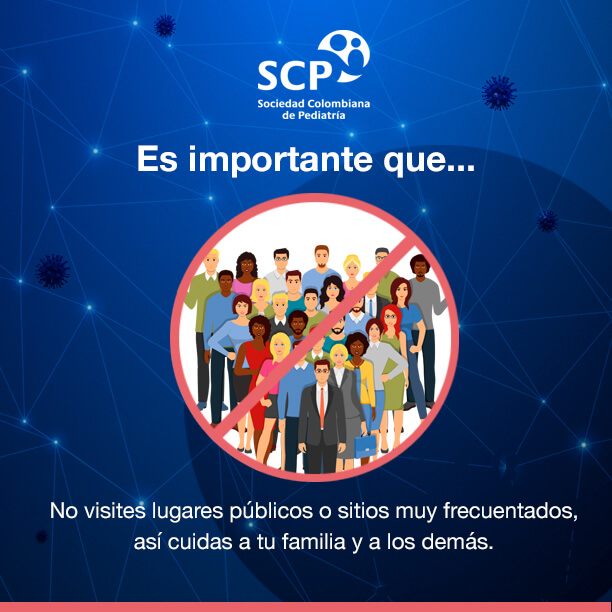 SCP
Sociedad Colombiana
de Pediatría
Es importante que...
No visites lugares públicos o sitios muy frecuentados,
así cuidas a tu familia y a los demás.